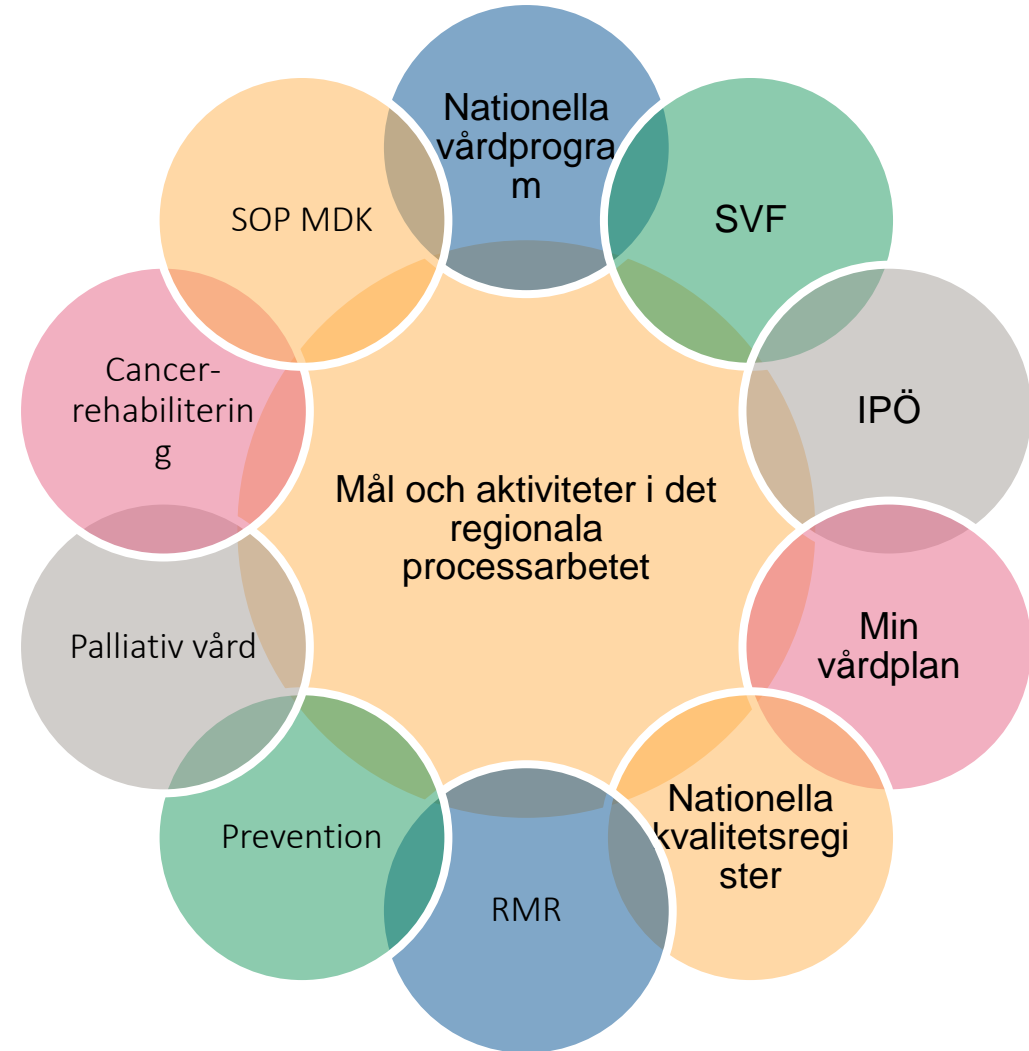 Nationella
vårdprogra
m
SVF
IPÖ
Min
vårdplan
Nationella
kvalitetsregi
ster
RMR
Prevention
Palliativ vård
Cancer-
rehabiliterin
g
SOP MDK
Mål och aktiviteter i det
regionala
processarbetet